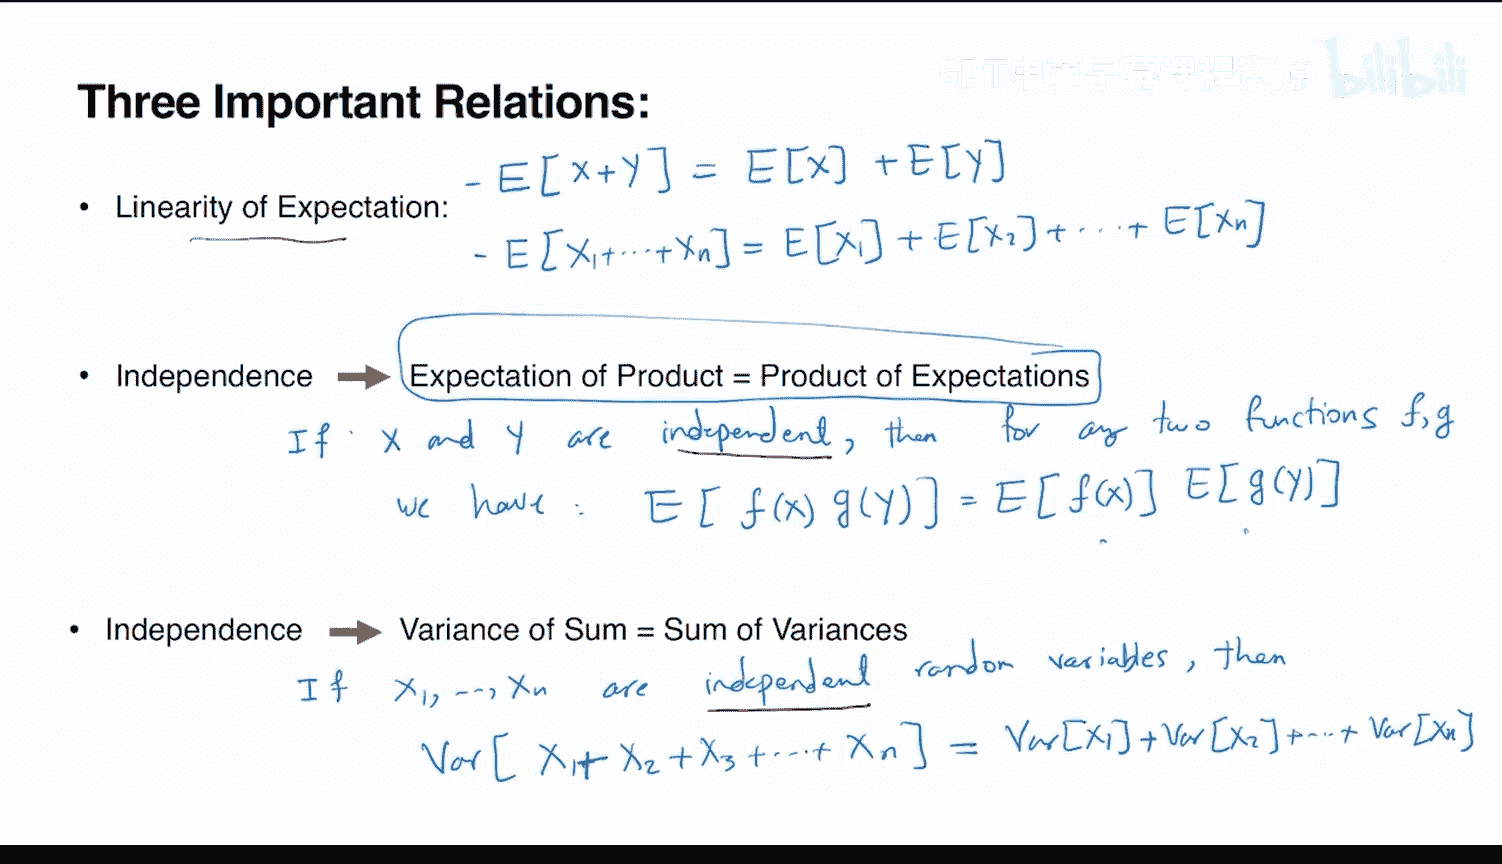 bilibili
Three Important Relations:
- E[X+Y] = E[X] + E[Y]
• Linearity of Expectation:
- E[X₁+···+Xₙ] = E[X₁] + E[X₂] + ··· + E[Xₙ]
• Independence → Expectation of Product = Product of Expectations
If X and Y are independent, then for any two functions f,g
we have : E[ f(X) g(Y)] = E[f(X)] E[g(Y)]
• Independence → Variance of Sum = Sum of Variances
If X₁, --, Xₙ are independent random variables, then
Var[ X₁+ X₂ + X₃ + ···+ Xₙ ] = Var[X₁] + Var[X₂] + ··· + Var[Xₙ]